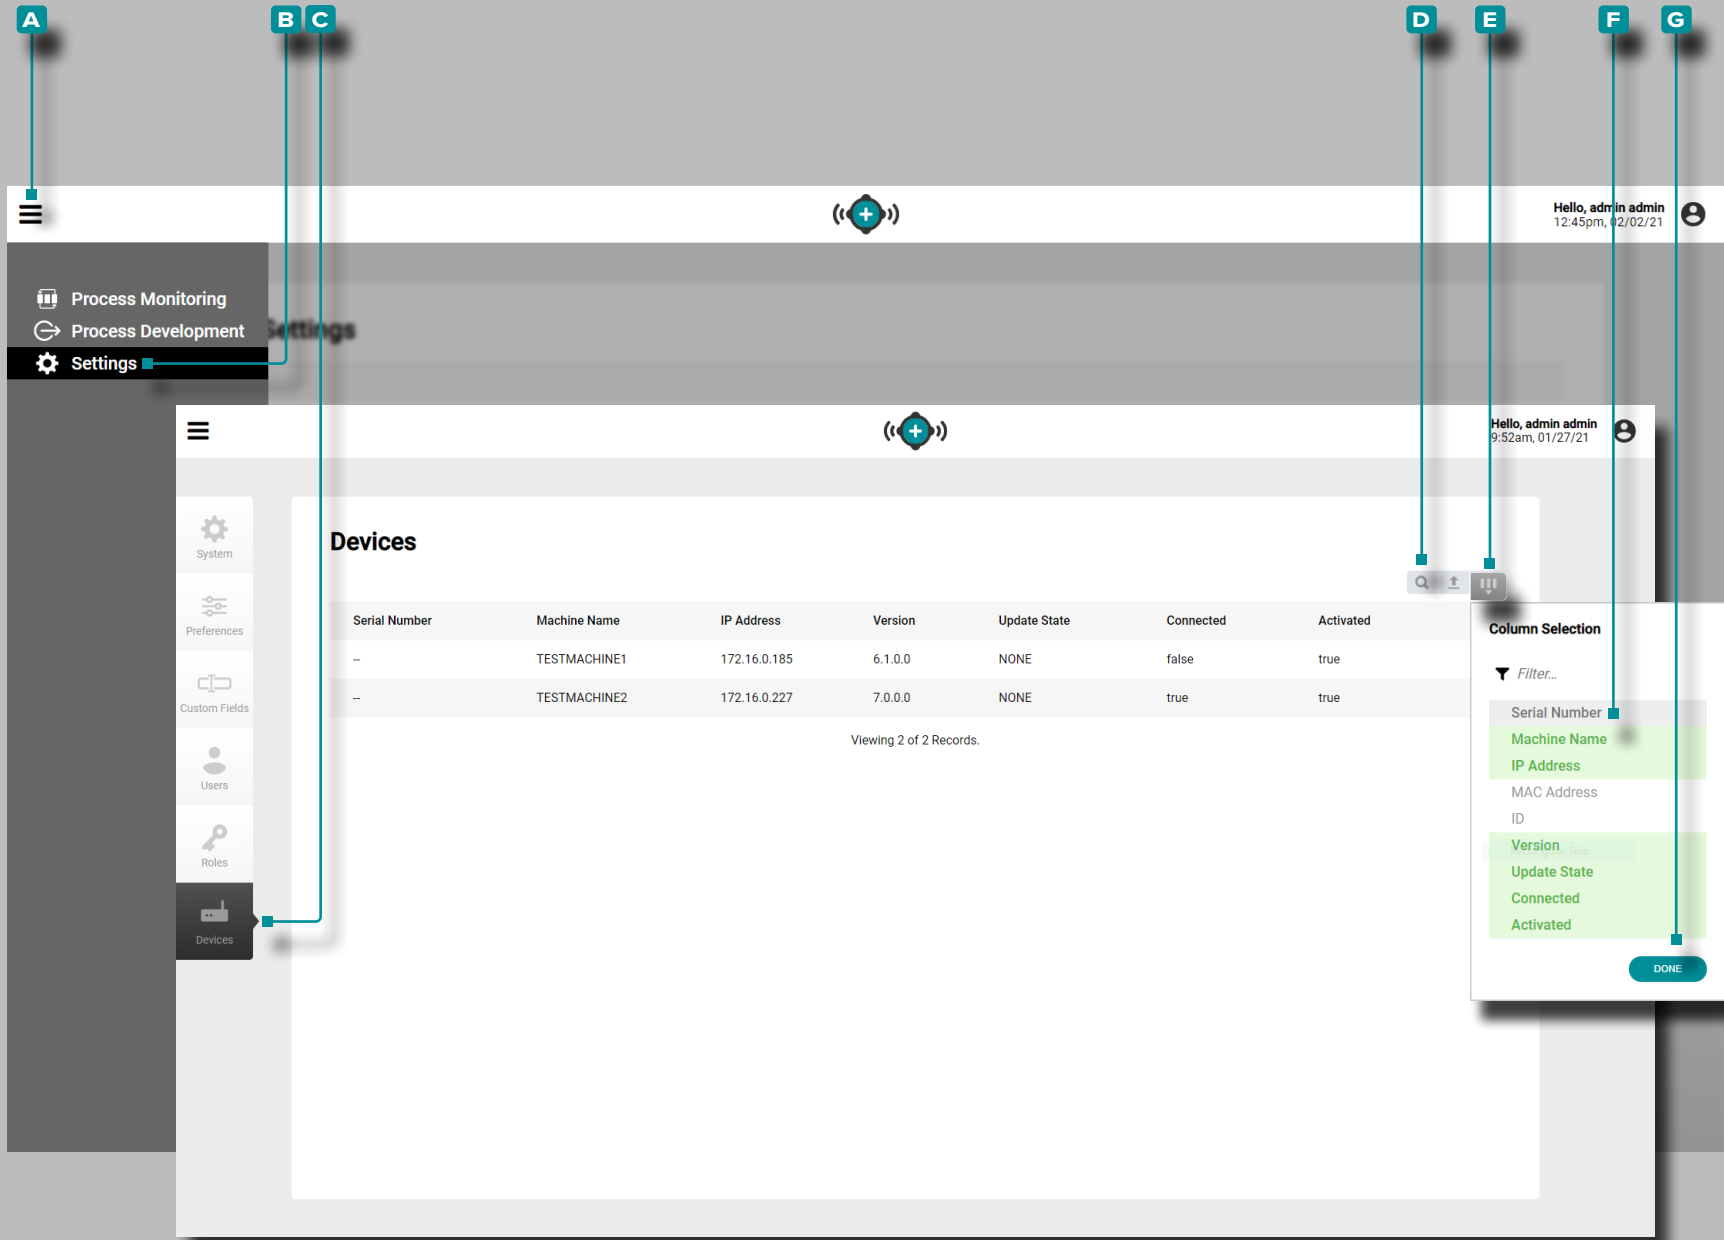 A B C D E F G
Hello, admin admin
12:45pm, 02/02/21
Process Monitoring
Process Development
Settings
Settings
Hello, admin admin
9:52am, 01/27/21
System
Preferences
Custom Fields
Users
Roles
Devices
Devices
Serial Number Machine Name IP Address Version Update State Connected Activated
-- TESTMACHINE1 172.16.0.185 6.1.0.0 NONE false true
-- TESTMACHINE2 172.16.0.227 7.0.0.0 NONE true true
Viewing 2 of 2 Records.
Column Selection
Filter...
Serial Number
Machine Name
IP Address
MAC Address
ID
Version
Update State
Connected
Activated
DONE